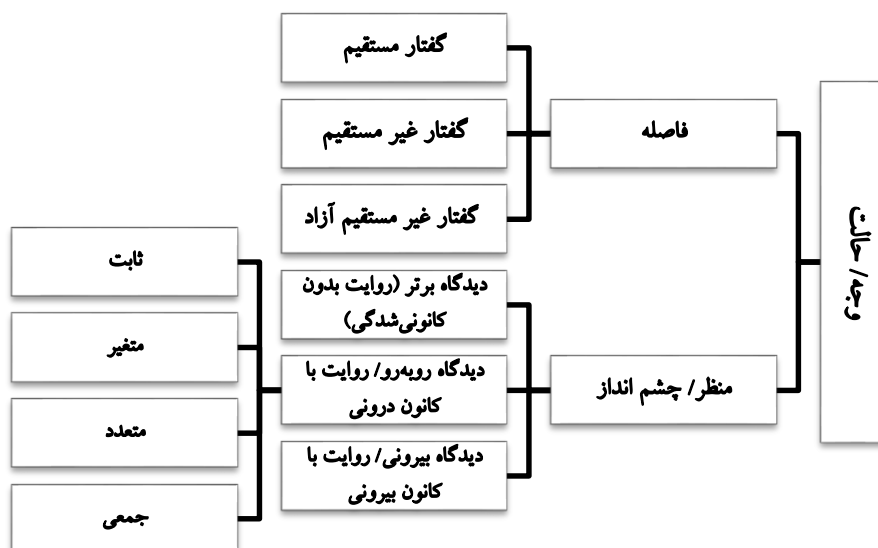 وجه/ حالت
فاصله
گفتار مستقیم
گفتار غیر مستقیم
گفتار غیر مستقیم آزاد
منظر/ چشم انداز
دیدگاه برتر (روایت بدون
کانونی‌شدگی)
دیدگاه روبه‌رو/ روایت با
کانون درونی
دیدگاه بیرونی/ روایت با
کانون بیرونی
ثابت
متغیر
متعدد
جمعی